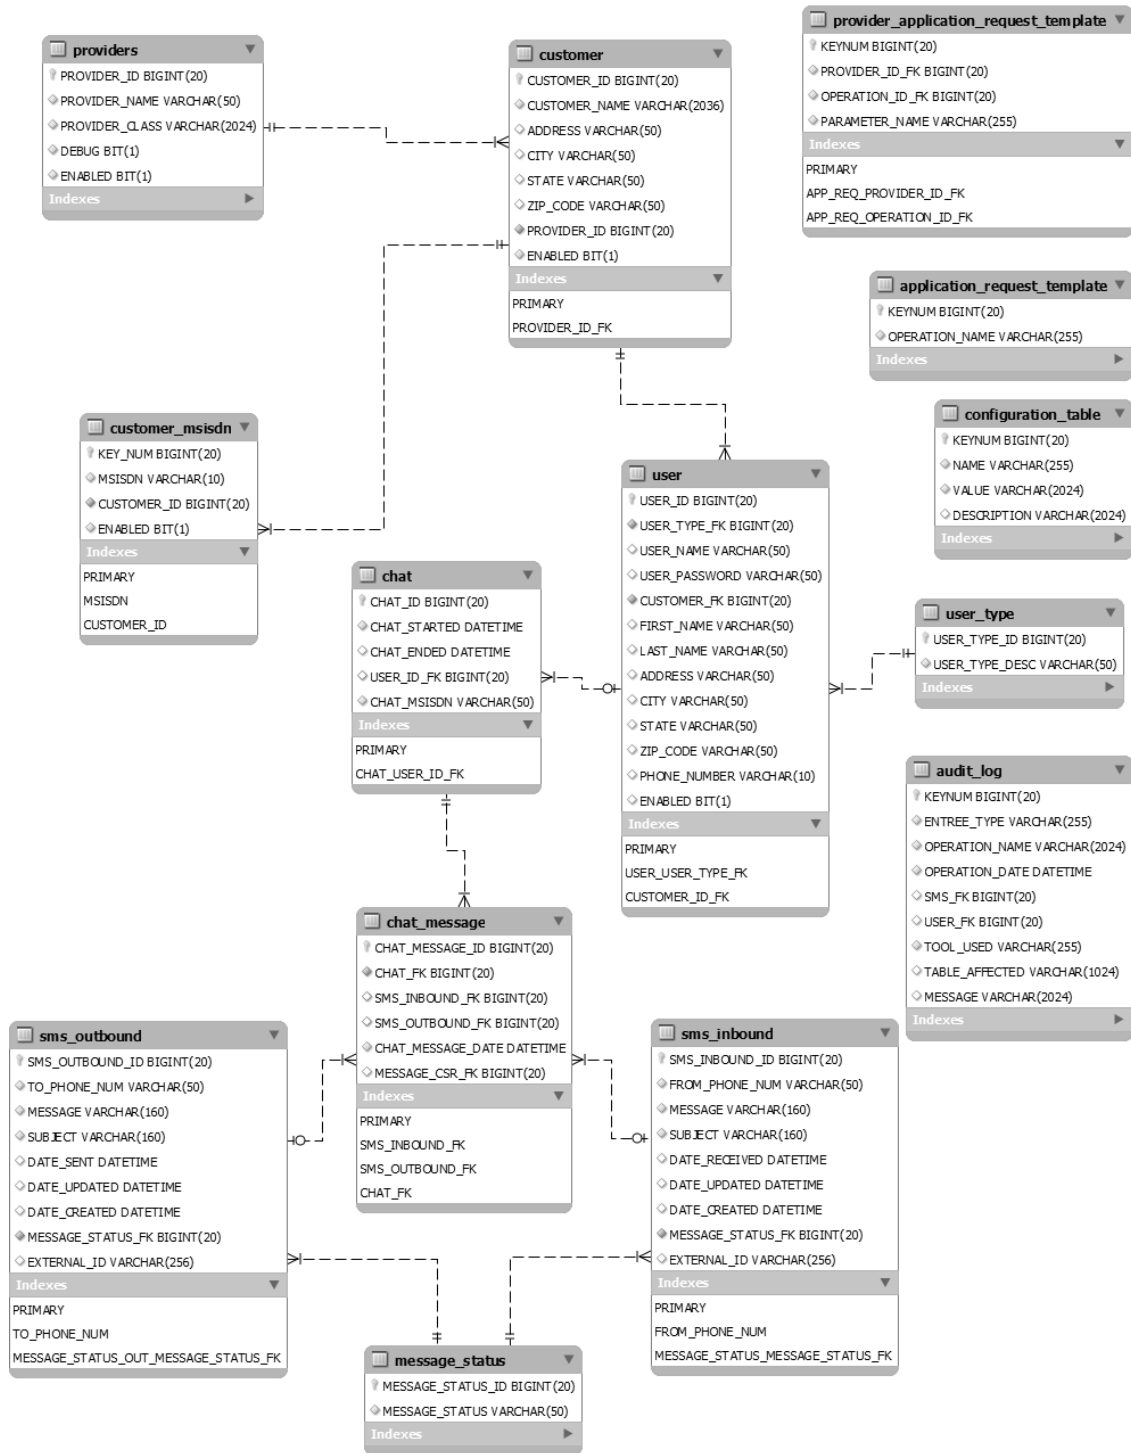 providers
PROVIDER_ID BIGINT(20)
PROVIDER_NAME VARCHAR(50)
PROVIDER_CLASS VARCHAR(2024)
DEBUG BIT(1)
ENABLED BIT(1)
Indexes
customer
CUSTOMER_ID BIGINT(20)
CUSTOMER_NAME VARCHAR(2036)
ADDRESS VARCHAR(50)
CITY VARCHAR(50)
STATE VARCHAR(50)
ZIP_CODE VARCHAR(50)
PROVIDER_ID BIGINT(20)
ENABLED BIT(1)
Indexes
PRIMARY
PROVIDER_ID_FK
provider_application_request_template
KEYNUM BIGINT(20)
PROVIDER_ID_FK BIGINT(20)
OPERATION_ID_FK BIGINT(20)
PARAMETER_NAME VARCHAR(255)
Indexes
PRIMARY
APP_REQ_PROVIDER_ID_FK
APP_REQ_OPERATION_ID_FK
application_request_template
KEYNUM BIGINT(20)
OPERATION_NAME VARCHAR(255)
Indexes
configuration_table
KEYNUM BIGINT(20)
NAME VARCHAR(255)
VALUE VARCHAR(2024)
DESCRIPTION VARCHAR(2024)
Indexes
customer_msisdn
KEY_NUM BIGINT(20)
MSISDN VARCHAR(10)
CUSTOMER_ID BIGINT(20)
ENABLED BIT(1)
Indexes
PRIMARY
MSISDN
CUSTOMER_ID
user
USER_ID BIGINT(20)
USER_TYPE_FK BIGINT(20)
USER_NAME VARCHAR(50)
USER_PASSWORD VARCHAR(50)
CUSTOMER_FK BIGINT(20)
FIRST_NAME VARCHAR(50)
LAST_NAME VARCHAR(50)
ADDRESS VARCHAR(50)
CITY VARCHAR(50)
STATE VARCHAR(50)
ZIP_CODE VARCHAR(50)
PHONE_NUMBER VARCHAR(10)
ENABLED BIT(1)
Indexes
PRIMARY
USER_USER_TYPE_FK
CUSTOMER_ID_FK
chat
CHAT_ID BIGINT(20)
CHAT_STARTED DATETIME
CHAT_ENDED DATETIME
USER_ID_FK BIGINT(20)
CHAT_MSISDN VARCHAR(50)
Indexes
PRIMARY
CHAT_USER_ID_FK
user_type
USER_TYPE_ID BIGINT(20)
USER_TYPE_DESC VARCHAR(50)
Indexes
audit_log
KEYNUM BIGINT(20)
ENTREE_TYPE VARCHAR(255)
OPERATION_NAME VARCHAR(2024)
OPERATION_DATE DATETIME
SMS_FK BIGINT(20)
USER_FK BIGINT(20)
TOOL_USED VARCHAR(255)
TABLE_AFFECTED VARCHAR(1024)
MESSAGE VARCHAR(2024)
Indexes
chat_message
CHAT_MESSAGE_ID BIGINT(20)
CHAT_FK BIGINT(20)
SMS_INBOUND_FK BIGINT(20)
SMS_OUTBOUND_FK BIGINT(20)
CHAT_MESSAGE_DATE DATETIME
MESSAGE_CSR_FK BIGINT(20)
Indexes
PRIMARY
SMS_INBOUND_FK
SMS_OUTBOUND_FK
CHAT_FK
sms_outbound
SMS_OUTBOUND_ID BIGINT(20)
TO_PHONE_NUM VARCHAR(50)
MESSAGE VARCHAR(160)
SUBJECT VARCHAR(160)
DATE_SENT DATETIME
DATE_UPDATED DATETIME
DATE_CREATED DATETIME
MESSAGE_STATUS_FK BIGINT(20)
EXTERNAL_ID VARCHAR(256)
Indexes
PRIMARY
TO_PHONE_NUM
MESSAGE_STATUS_OUT_MESSAGE_STATUS_FK
sms_inbound
SMS_INBOUND_ID BIGINT(20)
FROM_PHONE_NUM VARCHAR(50)
MESSAGE VARCHAR(160)
SUBJECT VARCHAR(160)
DATE_RECEIVED DATETIME
DATE_UPDATED DATETIME
DATE_CREATED DATETIME
MESSAGE_STATUS_FK BIGINT(20)
EXTERNAL_ID VARCHAR(256)
Indexes
PRIMARY
FROM_PHONE_NUM
MESSAGE_STATUS_MESSAGE_STATUS_FK
message_status
MESSAGE_STATUS_ID BIGINT(20)
MESSAGE_STATUS VARCHAR(50)
Indexes